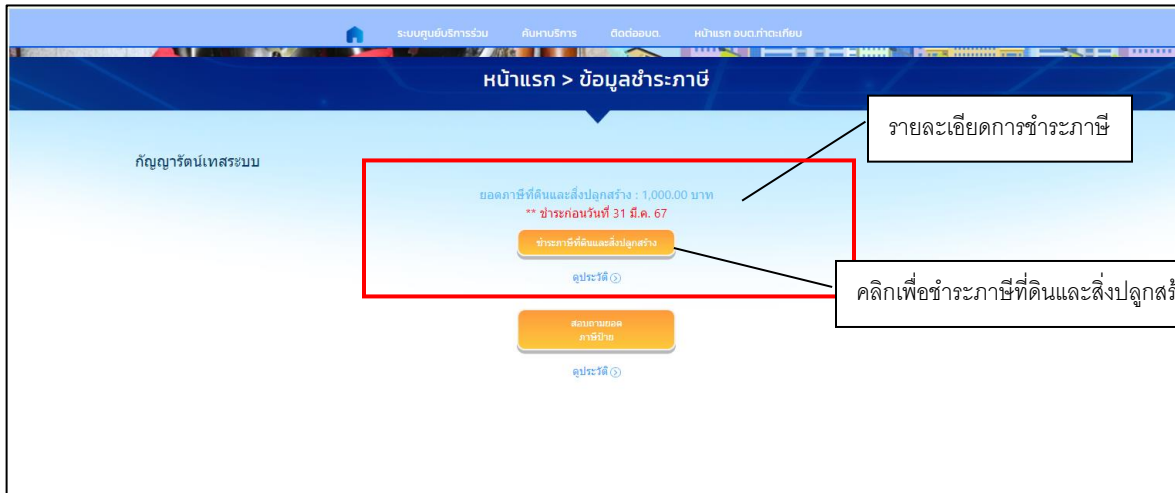 ระบบศูนย์บริการร่วม ค้นหาบริการ ติดต่ออบต. หน้าแรก อบต.ท่าตะเกียบ
หน้าแรก > ข้อมูลชำระภาษี
รายละเอียดการชำระภาษี
กัญญารัตน์เทสระบบ
ยอดภาษีที่ดินและสิ่งปลูกสร้าง : 1,000.00 บาท
** ชำระก่อนวันที่ 31 มี.ค. 67
ชำระภาษีที่ดินและสิ่งปลูกสร้าง
ดูประวัติ
คลิกเพื่อชำระภาษีที่ดินและสิ่งปลูกสร้
สอบถามยอด
ภาษีป้าย
ดูประวัติ